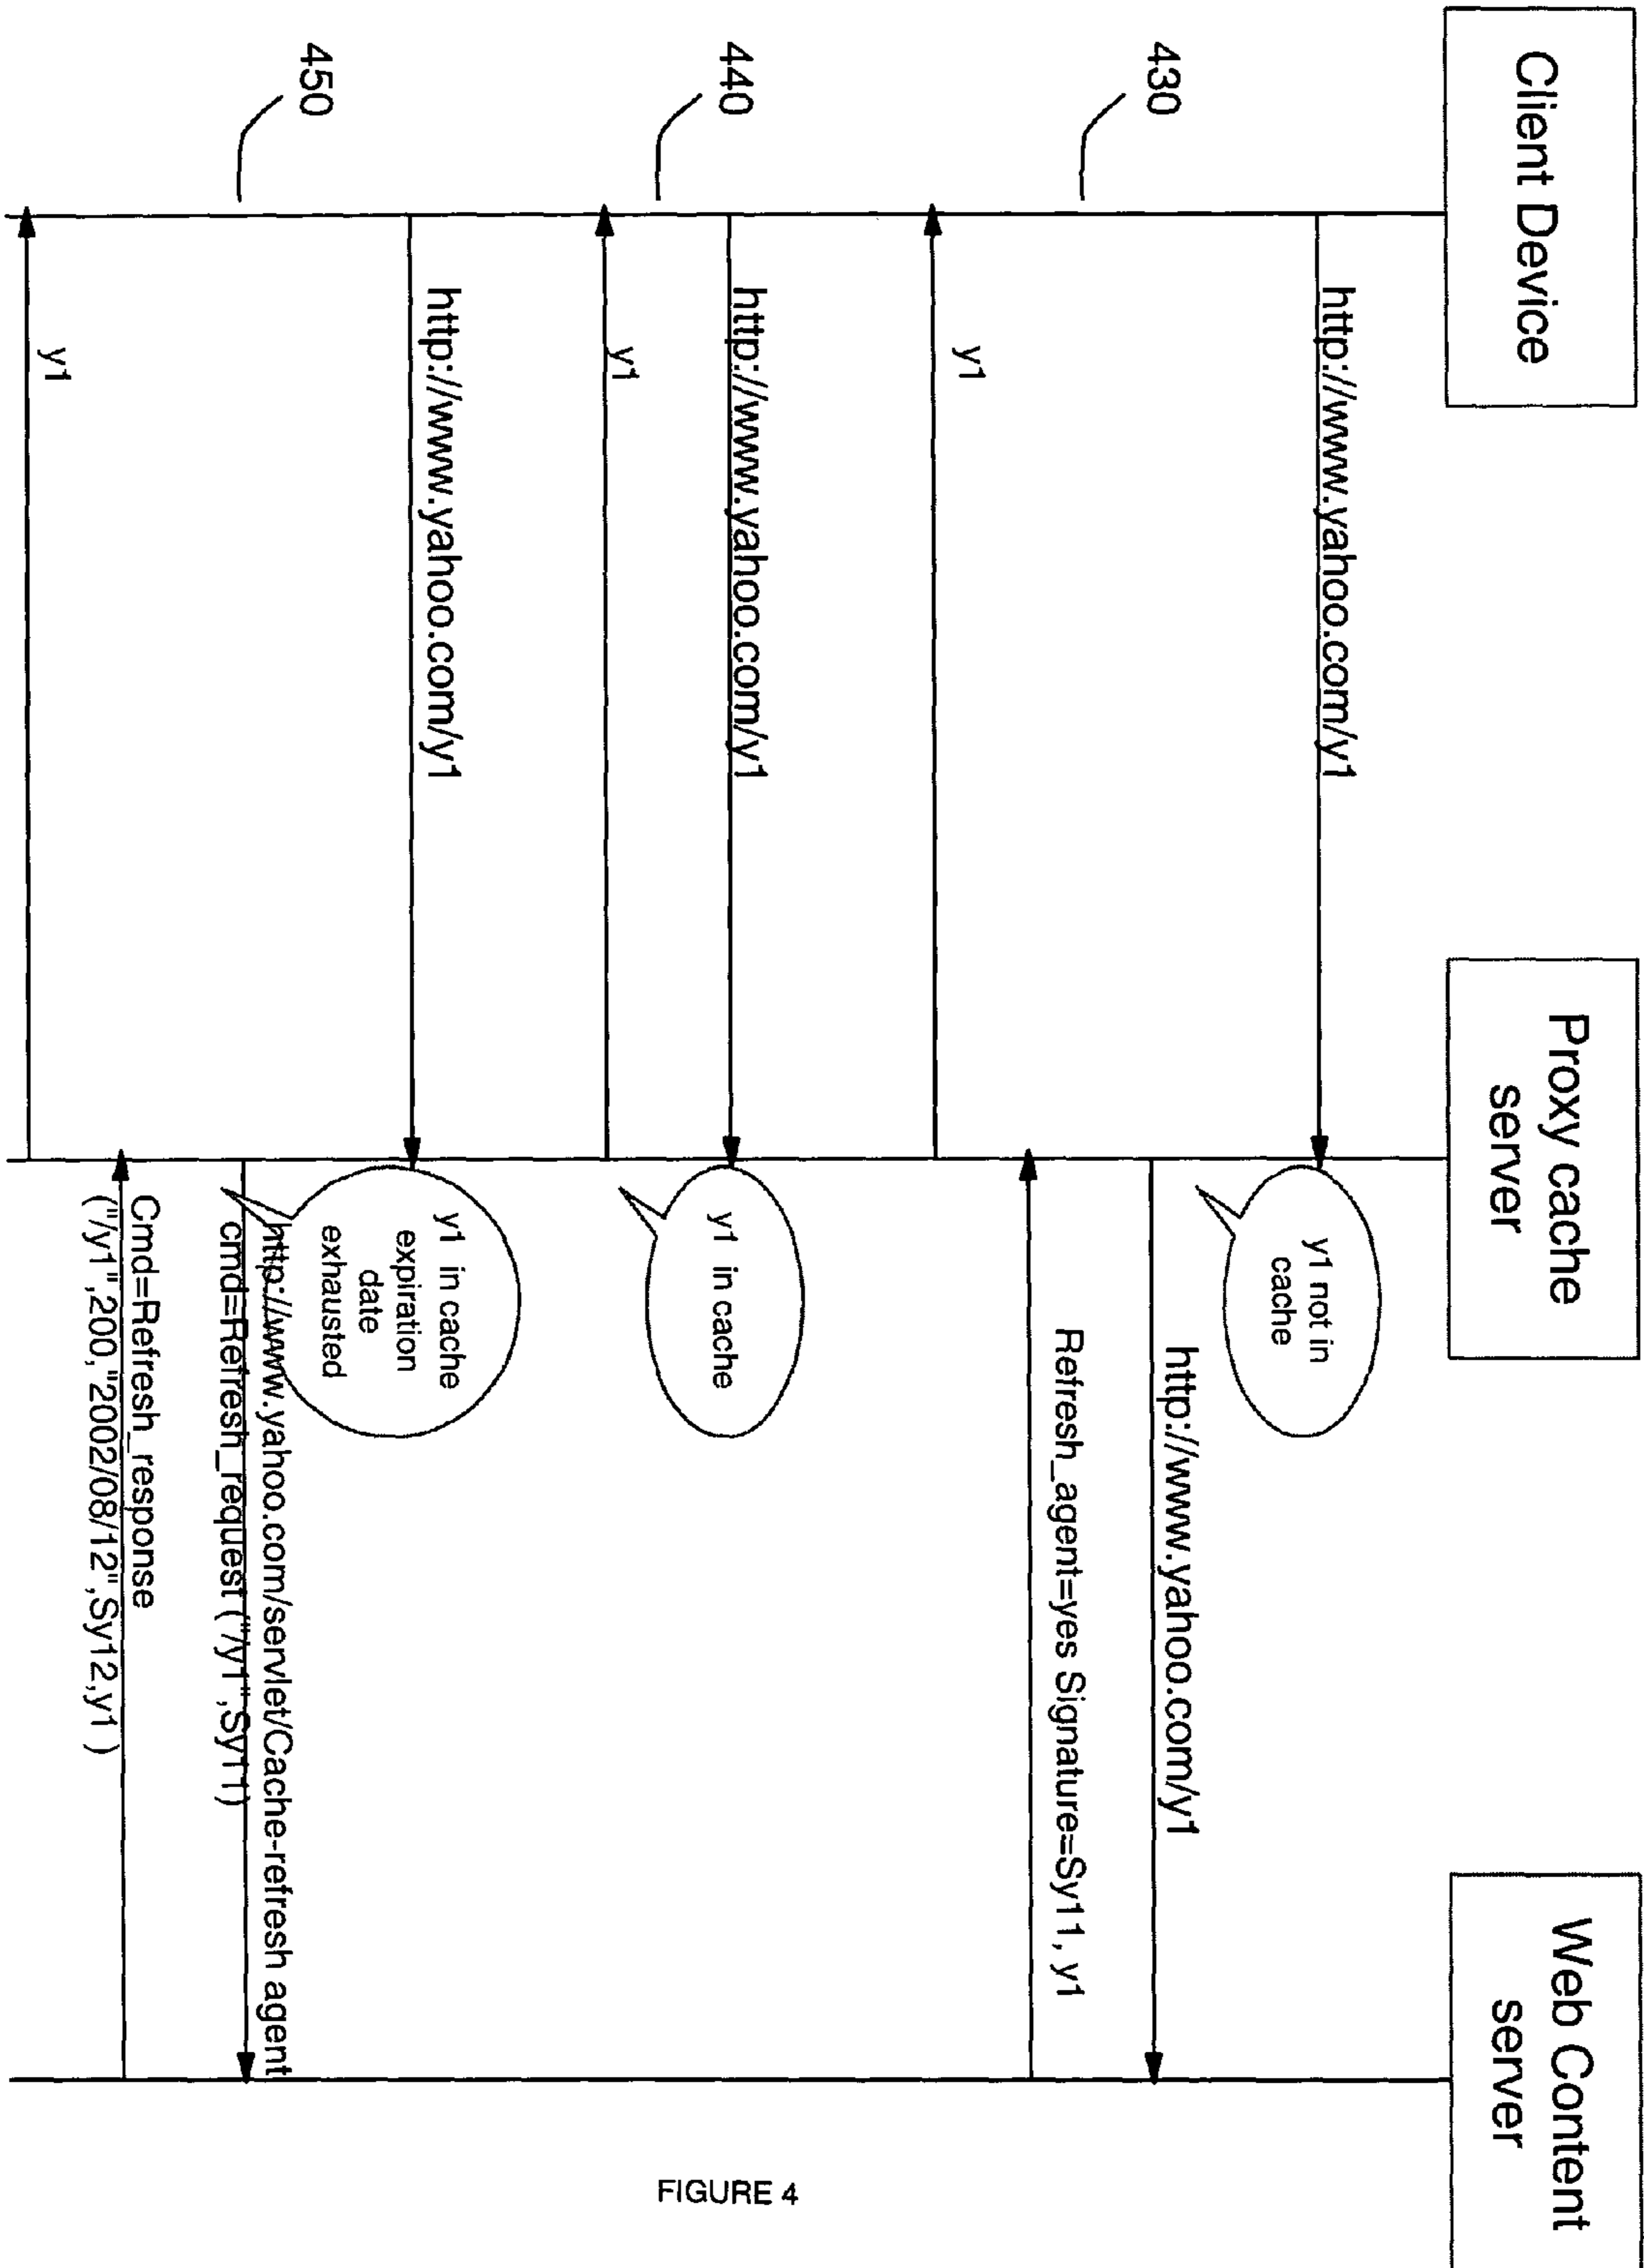 Client Device
Proxy cache
server
Web Content
server
430
http://www.yahoo.com/y1
y1 not in
cache
http://www.yahoo.com/y1
Refresh_agent=yes Signature=Sy11, y1
y1
440
http://www.yahoo.com/y1
y1 in cache
y1
450
http://www.yahoo.com/y1
y1 in cache
expiration
date
exhausted
http://www.yahoo.com/servlet/Cache-refresh agent
cmd=Refresh_request ("/y1",Sy11)
Cmd=Refresh_response
("/y1",200,"2002/08/12",Sy12,y1 )
y1
FIGURE 4